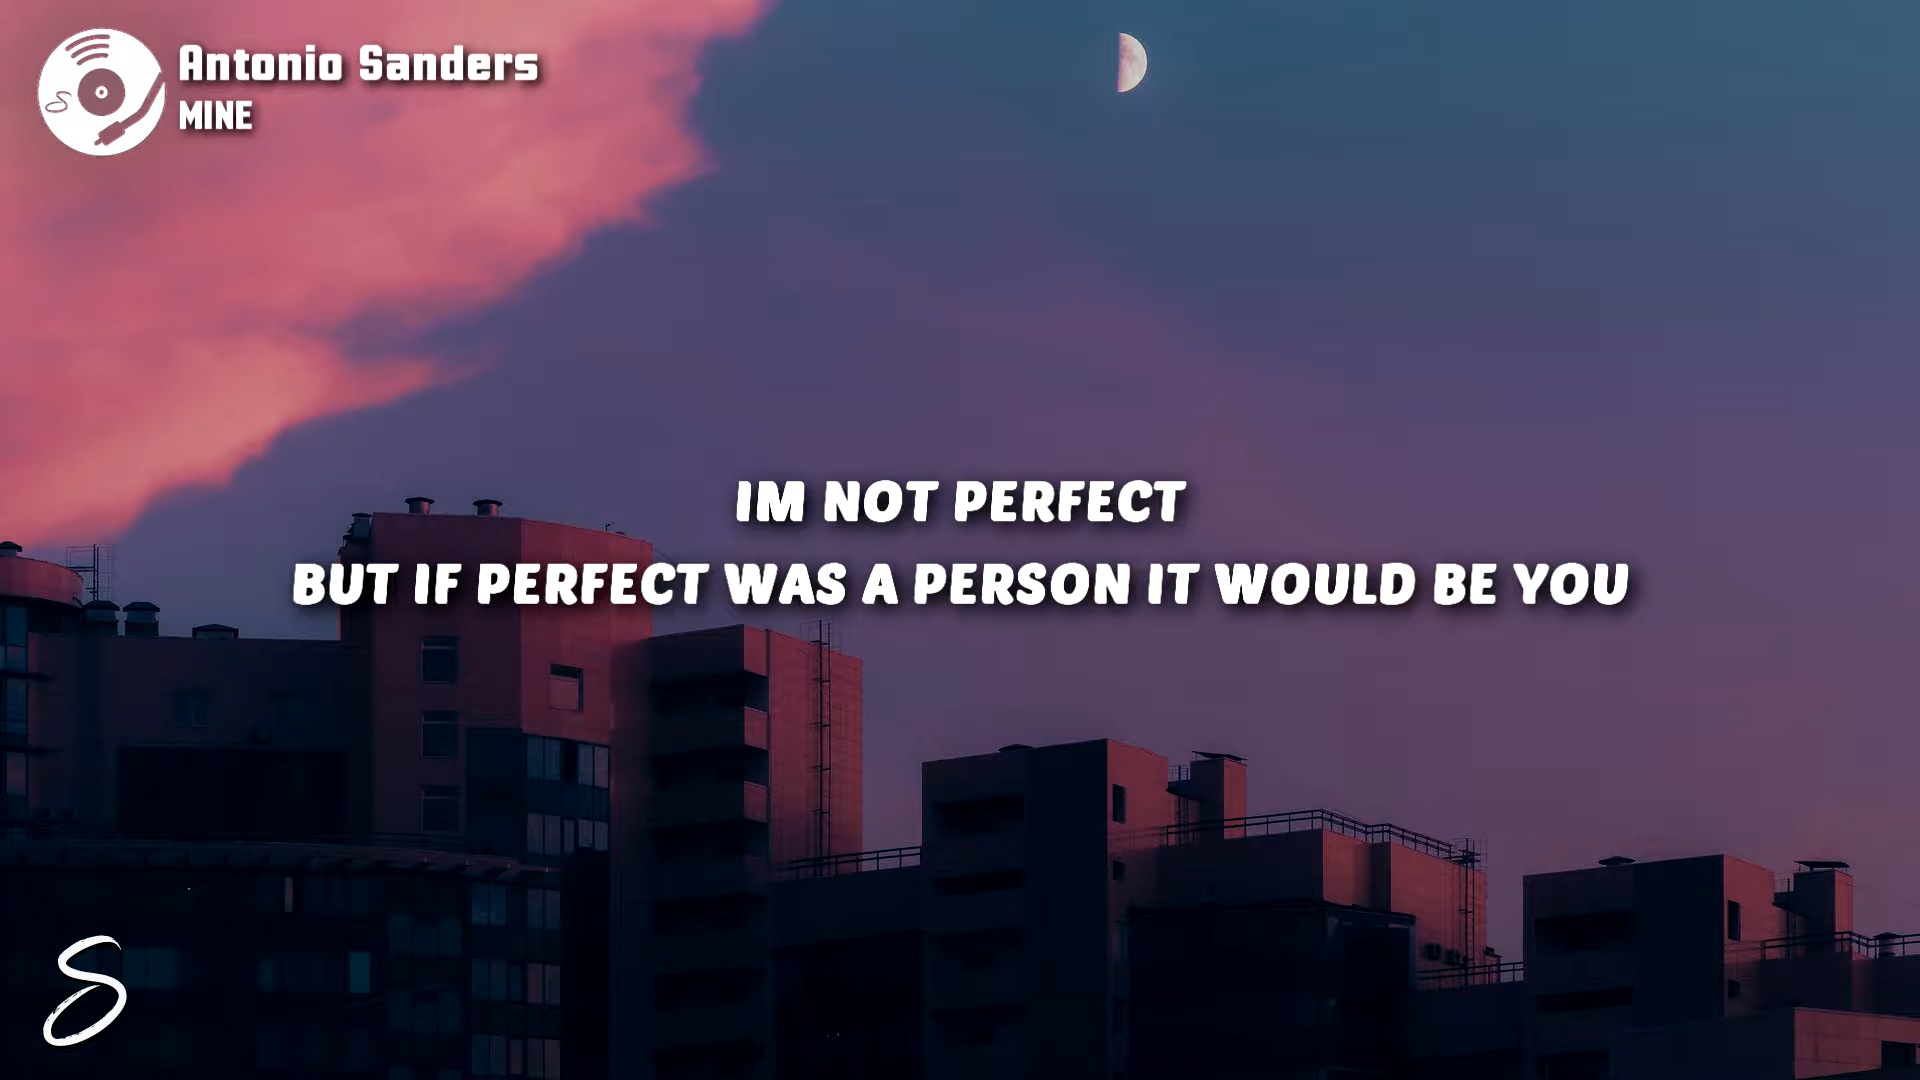 Antonio Sanders
MINE
IM NOT PERFECT
BUT IF PERFECT WAS A PERSON IT WOULD BE YOU
S
S